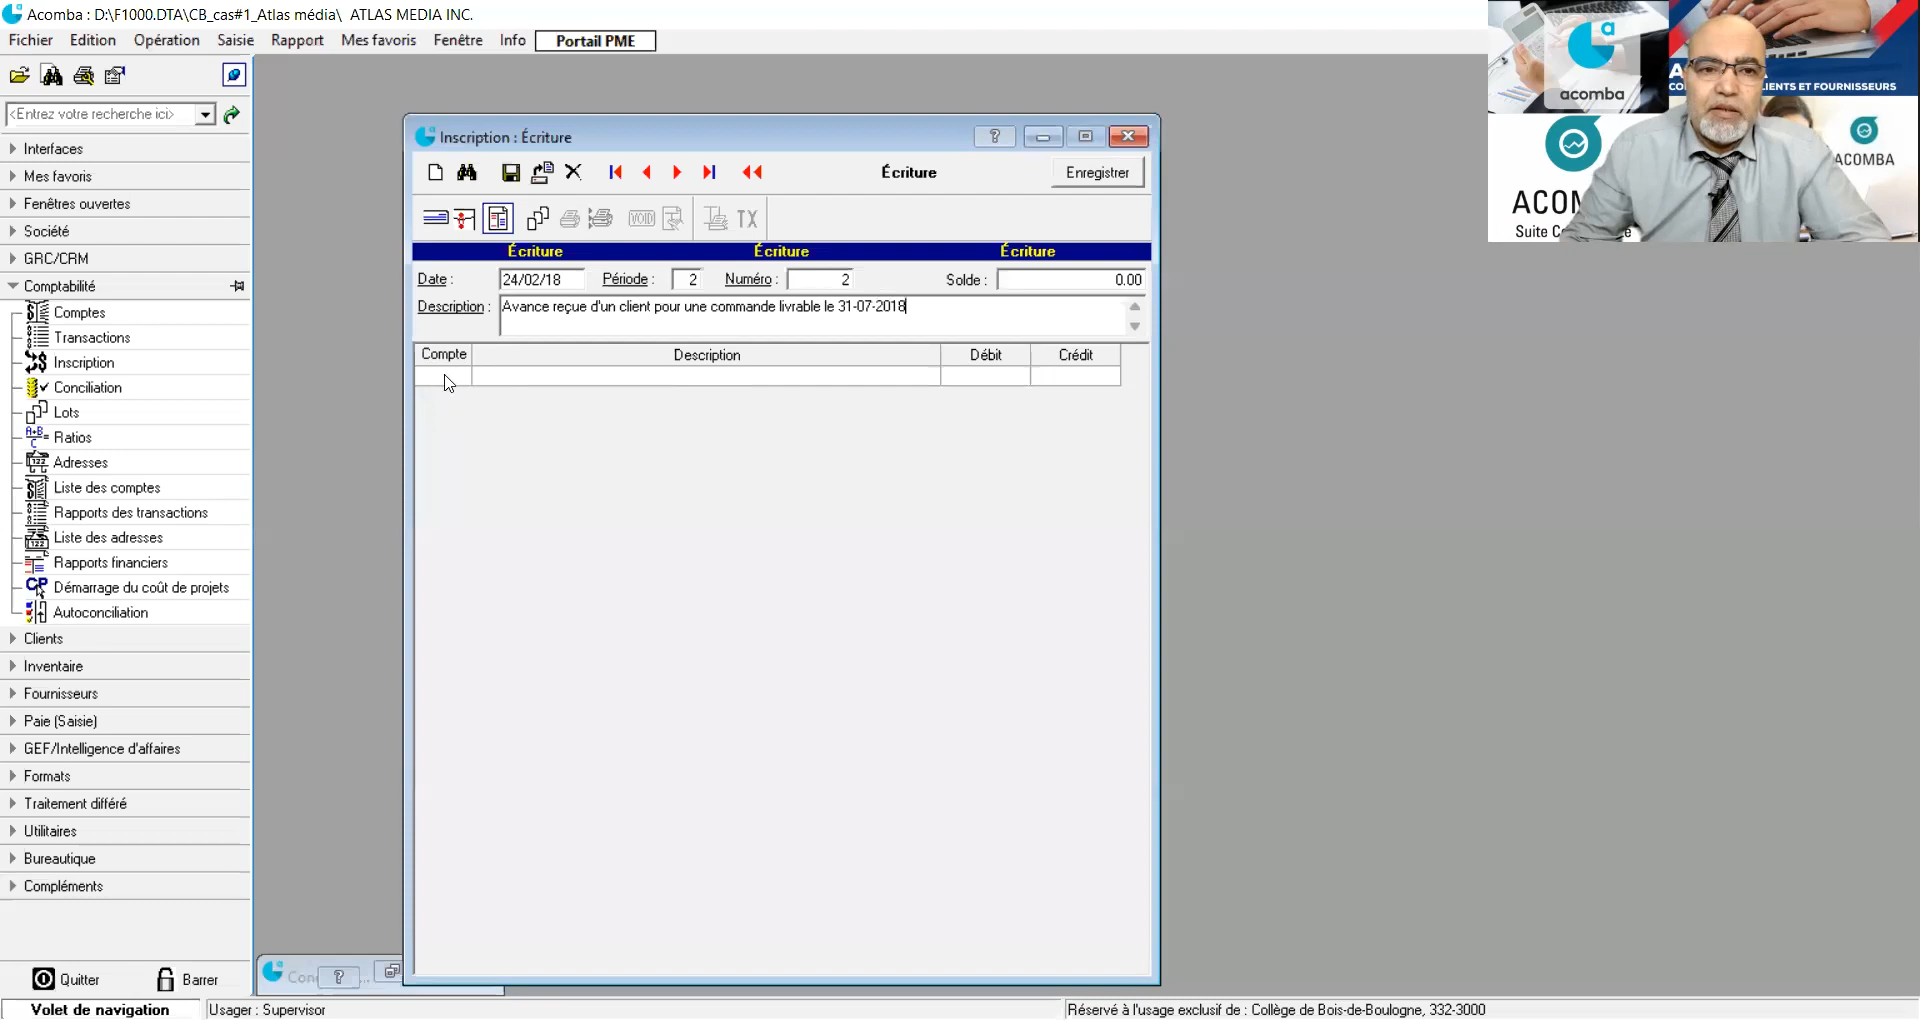 Acomba : D:\F1000.DTA\CB_cas#1_Atlas média\ ATLAS MEDIA INC.
Fichier Edition Opération Saisie Rapport Mes favoris Fenêtre Info Portail PME
<Entrez votre recherche ici>
Interfaces
Mes favoris
Fenêtres ouvertes
Société
GRC/CRM
Comptabilité
Comptes
Transactions
Inscription
Conciliation
Lots
Ratios
Adresses
Liste des comptes
Rapports des transactions
Liste des adresses
Rapports financiers
Démarrage du coût de projets
Autoconciliation
Clients
Inventaire
Fournisseurs
Paie (Saisie)
GEF/Intelligence d'affaires
Formats
Traitement différé
Utilitaires
Bureautique
Compléments
Quitter Barrer
Inscription : Écriture
Écriture Enregistrer
VOID TX
Écriture Écriture Écriture
Date : 24/02/18 Période : 2 Numéro : 2 Solde : 0.00
Description : Avance reçue d'un client pour une commande livrable le 31-07-2018
Compte Description Débit Crédit
Volet de navigation Usager : Supervisor Réservé à l'usage exclusif de : Collège de Bois-de-Boulogne, 332-3000
acomba
IENTS ET FOURNISSEURS
ACOMBA